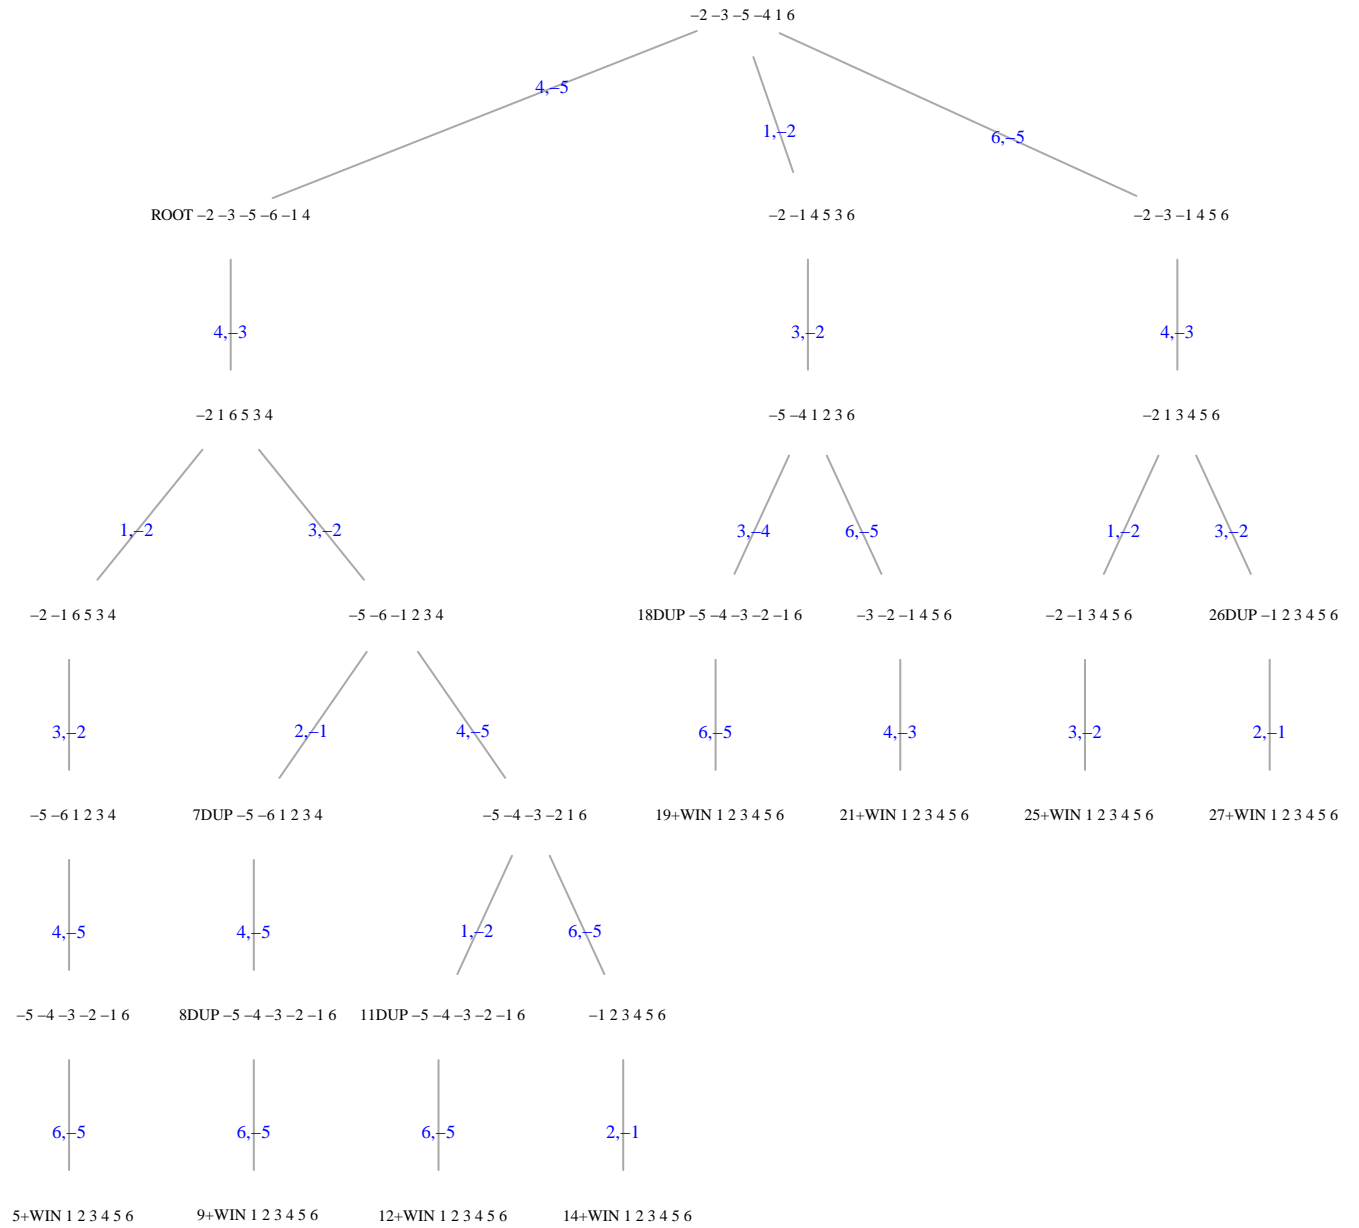 −2 −3 −5 −4 1 6
4,−5
1,−2
6,−5
ROOT −2 −3 −5 −6 −1 4
−2 −1 4 5 3 6
−2 −3 −1 4 5 6
4,−3
3,−2
4,−3
−2 1 6 5 3 4
−5 −4 1 2 3 6
−2 1 3 4 5 6
1,−2
3,−2
3,−4
6,−5
1,−2
3,−2
−2 −1 6 5 3 4
−5 −6 −1 2 3 4
18DUP −5 −4 −3 −2 −1 6
−3 −2 −1 4 5 6
−2 −1 3 4 5 6
26DUP −1 2 3 4 5 6
3,−2
2,−1
4,−5
6,−5
4,−3
3,−2
2,−1
−5 −6 1 2 3 4
7DUP −5 −6 1 2 3 4
−5 −4 −3 −2 1 6
19+WIN 1 2 3 4 5 6
21+WIN 1 2 3 4 5 6
25+WIN 1 2 3 4 5 6
27+WIN 1 2 3 4 5 6
4,−5
4,−5
1,−2
6,−5
−5 −4 −3 −2 −1 6
8DUP −5 −4 −3 −2 −1 6
11DUP −5 −4 −3 −2 −1 6
−1 2 3 4 5 6
6,−5
6,−5
6,−5
2,−1
5+WIN 1 2 3 4 5 6
9+WIN 1 2 3 4 5 6
12+WIN 1 2 3 4 5 6
14+WIN 1 2 3 4 5 6